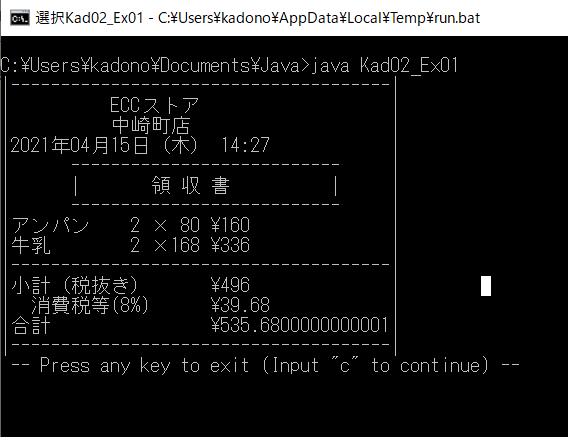 選択Kad02_Ex01 - C:¥Users¥kadono¥AppData¥Local¥Temp¥run.bat
C:¥Users¥kadono¥Documents¥Java>java Kad02_Ex01
|--------------------------------------|
ECCストア
中崎町店
2021年04月15日（木） 14:27
---------------------------
| 領 収 書 |
---------------------------
アンパン 2 × 80 ¥160
牛乳 2 ×168 ¥336
--------------------------------------
小計（税抜き） ¥496
消費税等(8%) ¥39.68
合計 ¥535.6800000000001
|--------------------------------------|
-- Press any key to exit (Input "c" to continue) --